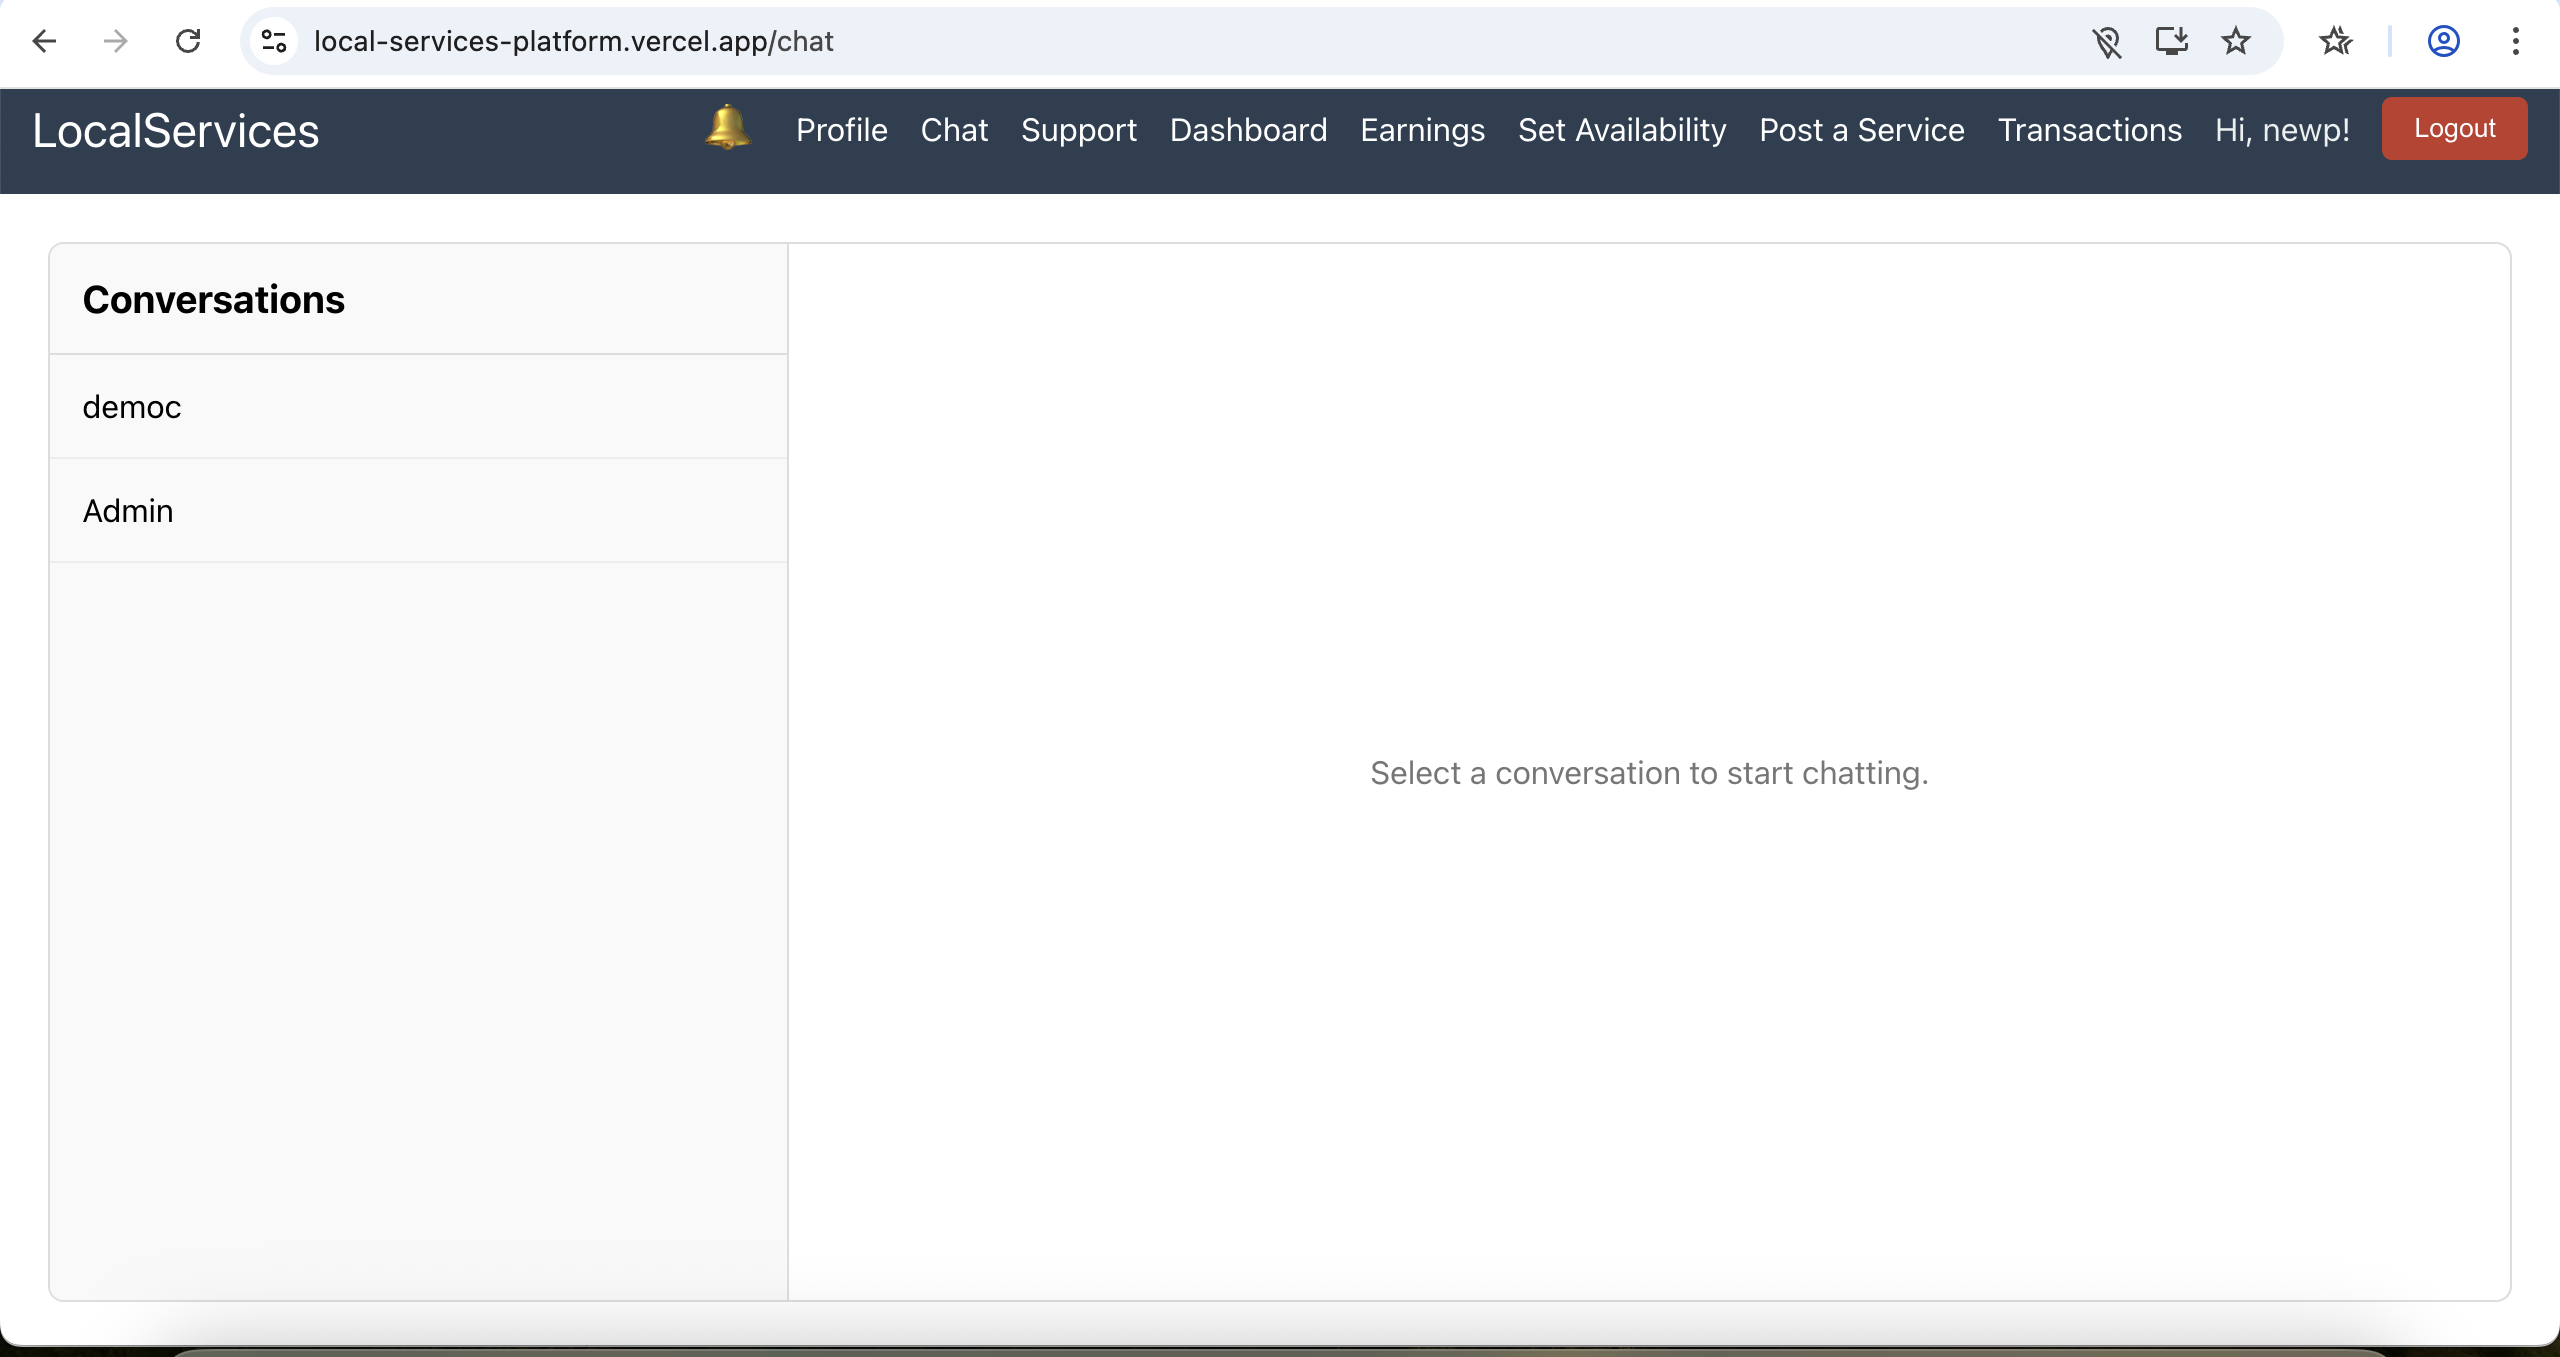 local-services-platform.vercel.app/chat
LocalServices Profile Chat Support Dashboard Earnings Set Availability Post a Service Transactions Hi, newp! Logout
Conversations
democ
Admin
Select a conversation to start chatting.